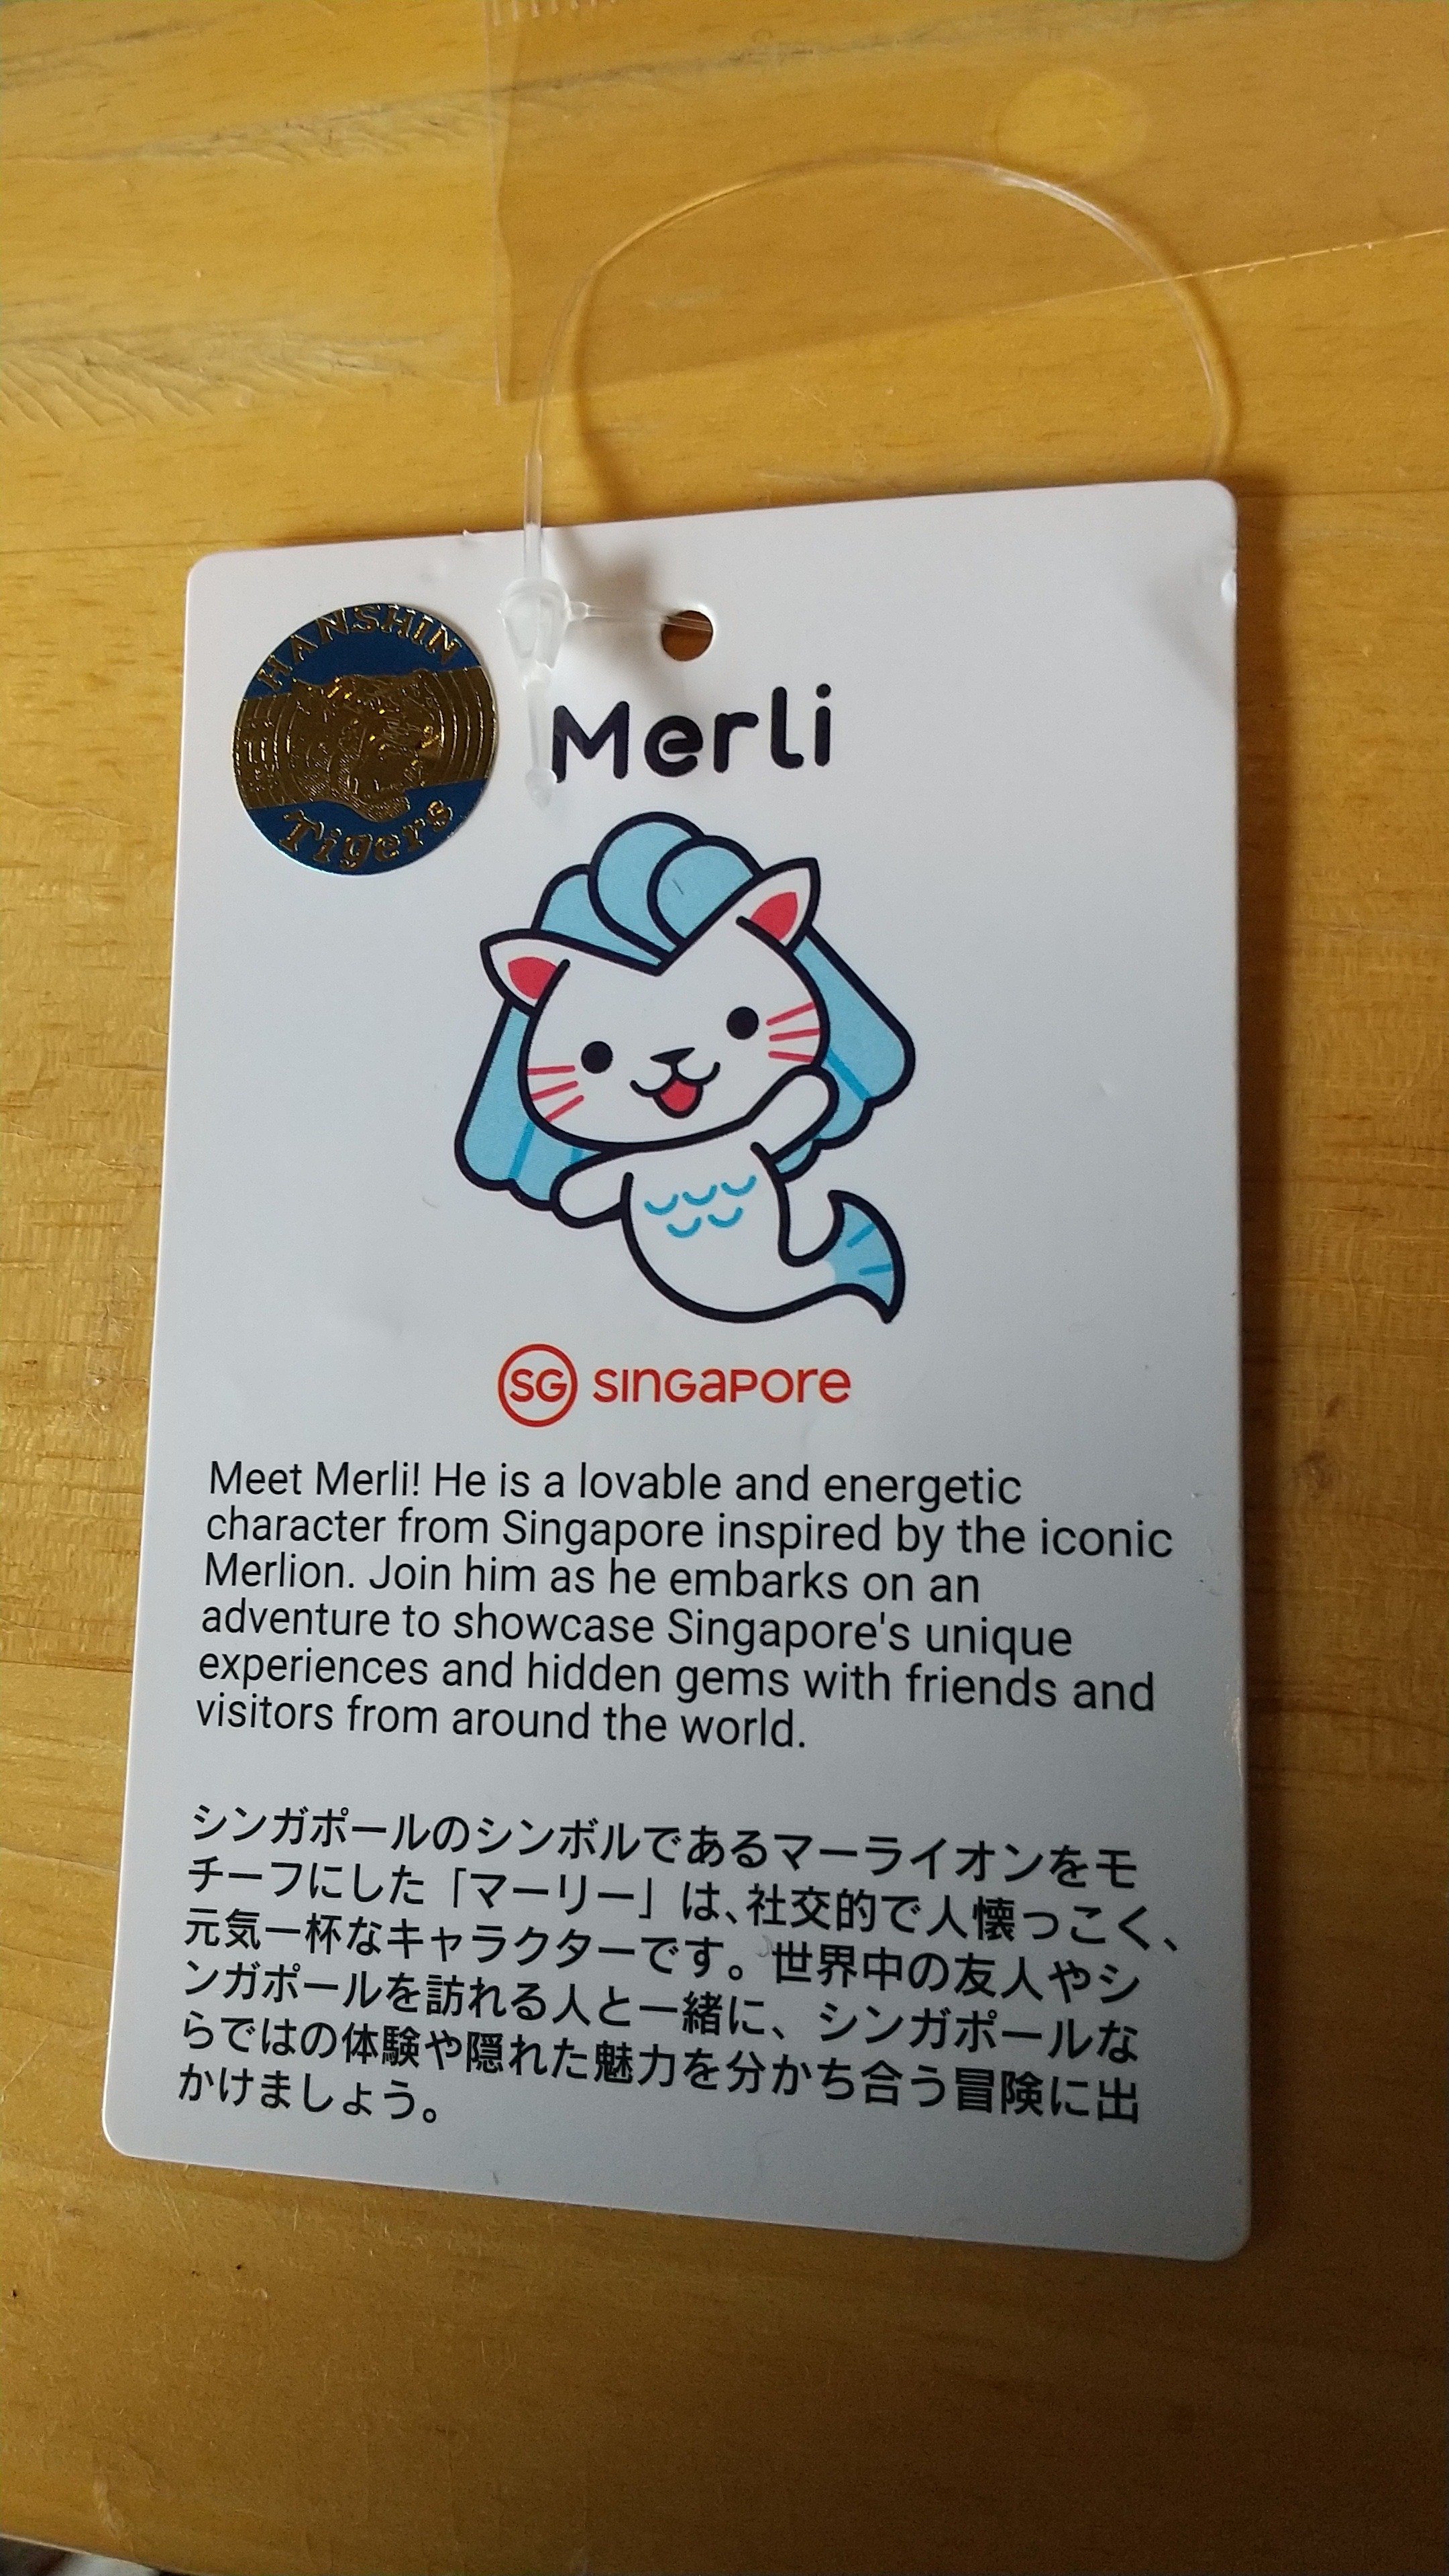 HANSHIN
Tigers
Merli
SG SINGAPORE
Meet Merli! He is a lovable and energetic
character from Singapore inspired by the iconic
Merlion. Join him as he embarks on an
adventure to showcase Singapore's unique
experiences and hidden gems with friends and
visitors from around the world.
シンガポールのシンボルであるマーライオンをモ
チーフにした「マーリー」は、社交的で人懐っこく、
元気一杯なキャラクターです。世界中の友人やシ
ンガポールを訪れる人と一緒に、シンガポールな
らではの体験や隠れた魅力を分かち合う冒険に出
かけましょう。